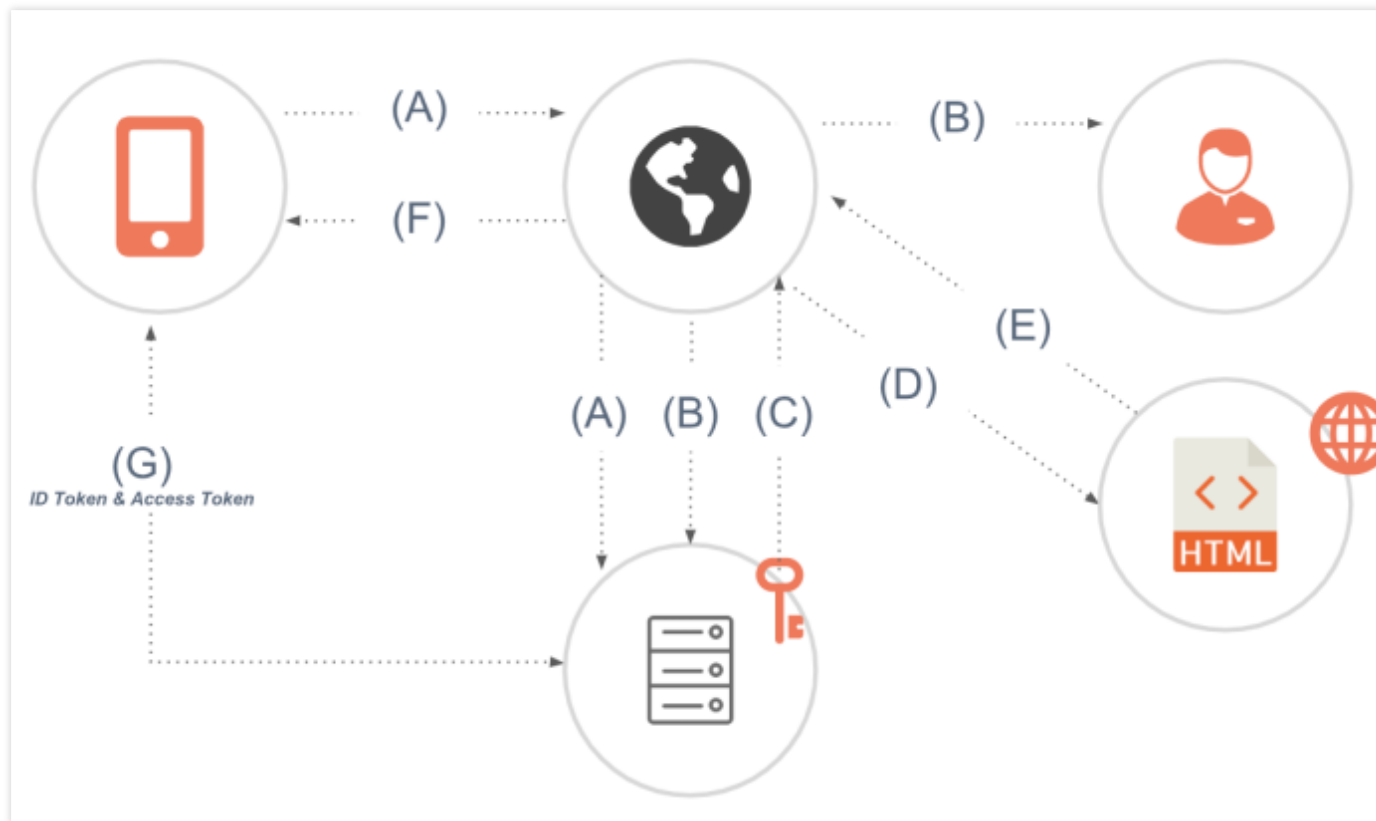 (A)
(B)
(F)
(E)
(D)
(A)
(B)
(C)
(G)
ID Token & Access Token
HTML